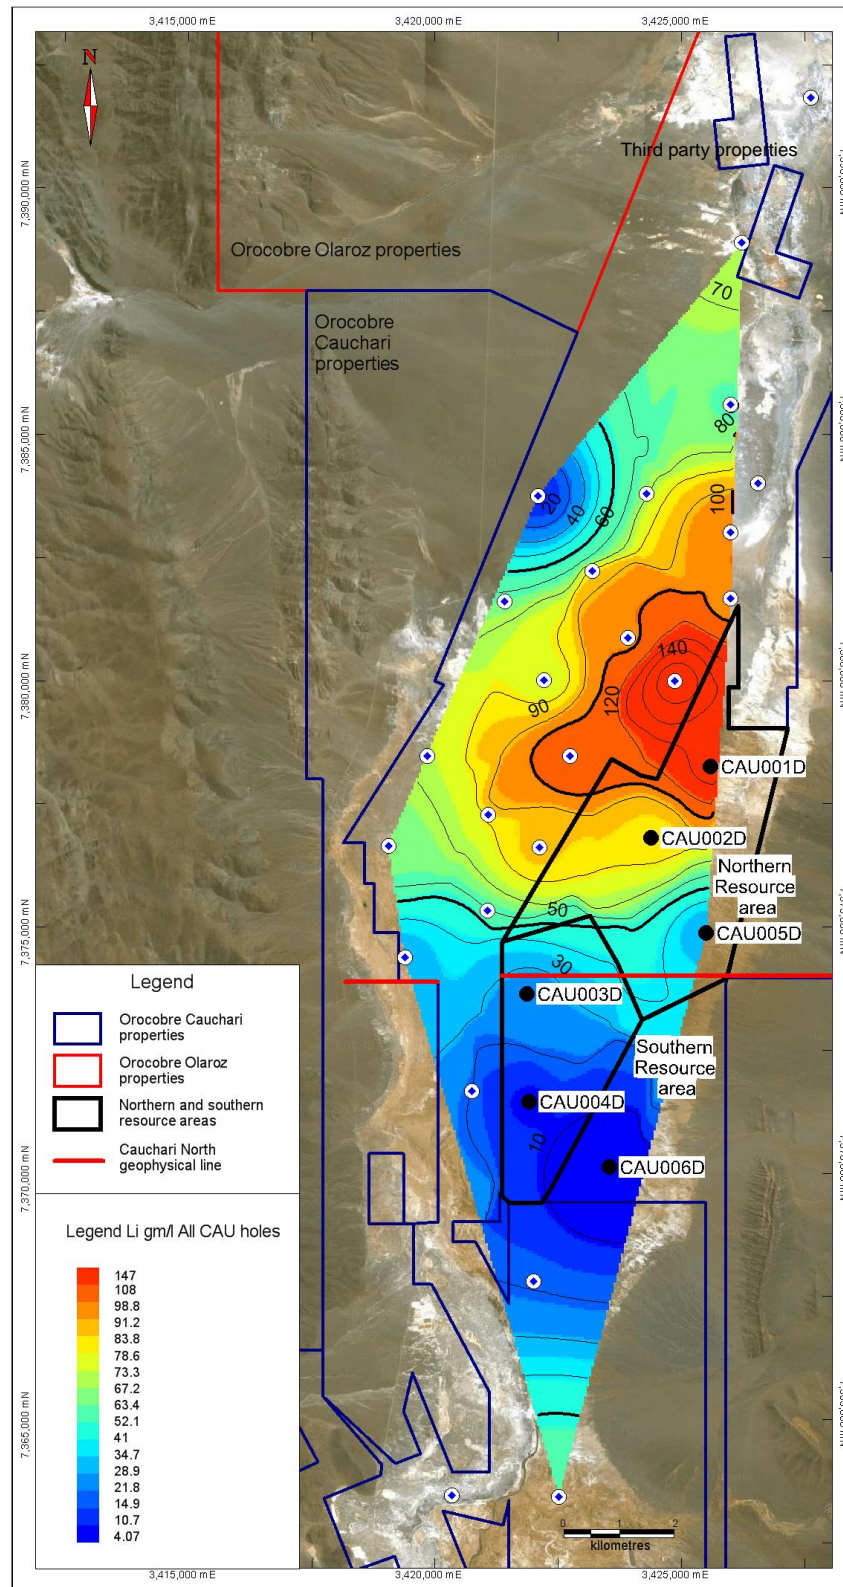 3,415,000 mE
3,420,000 mE
3,425,000 mE
N
Third party properties
7,390,000 mN
Orocobre Olaroz properties
Orocobre
Cauchari
properties
70
80
7,385,000 mN
100
20
40
60
140
7,380,000 mN
90
120
CAU001D
CAU002D
Northern
Resource
area
50
CAU005D
7,375,000 mN
30
CAU003D
Southern
Resource
area
CAU004D
10
CAU006D
7,370,000 mN
7,365,000 mN
Legend
Orocobre Cauchari
properties
Orocobre Olaroz
properties
Northern and southern
resource areas
Cauchari North
geophysical line
Legend Li gm/l All CAU holes
147
108
98.8
91.2
83.8
78.6
73.3
67.2
63.4
52.1
41
34.7
28.9
21.8
14.9
10.7
4.07
0 1 2
kilometres
3,415,000 mE
3,420,000 mE
3,425,000 mE